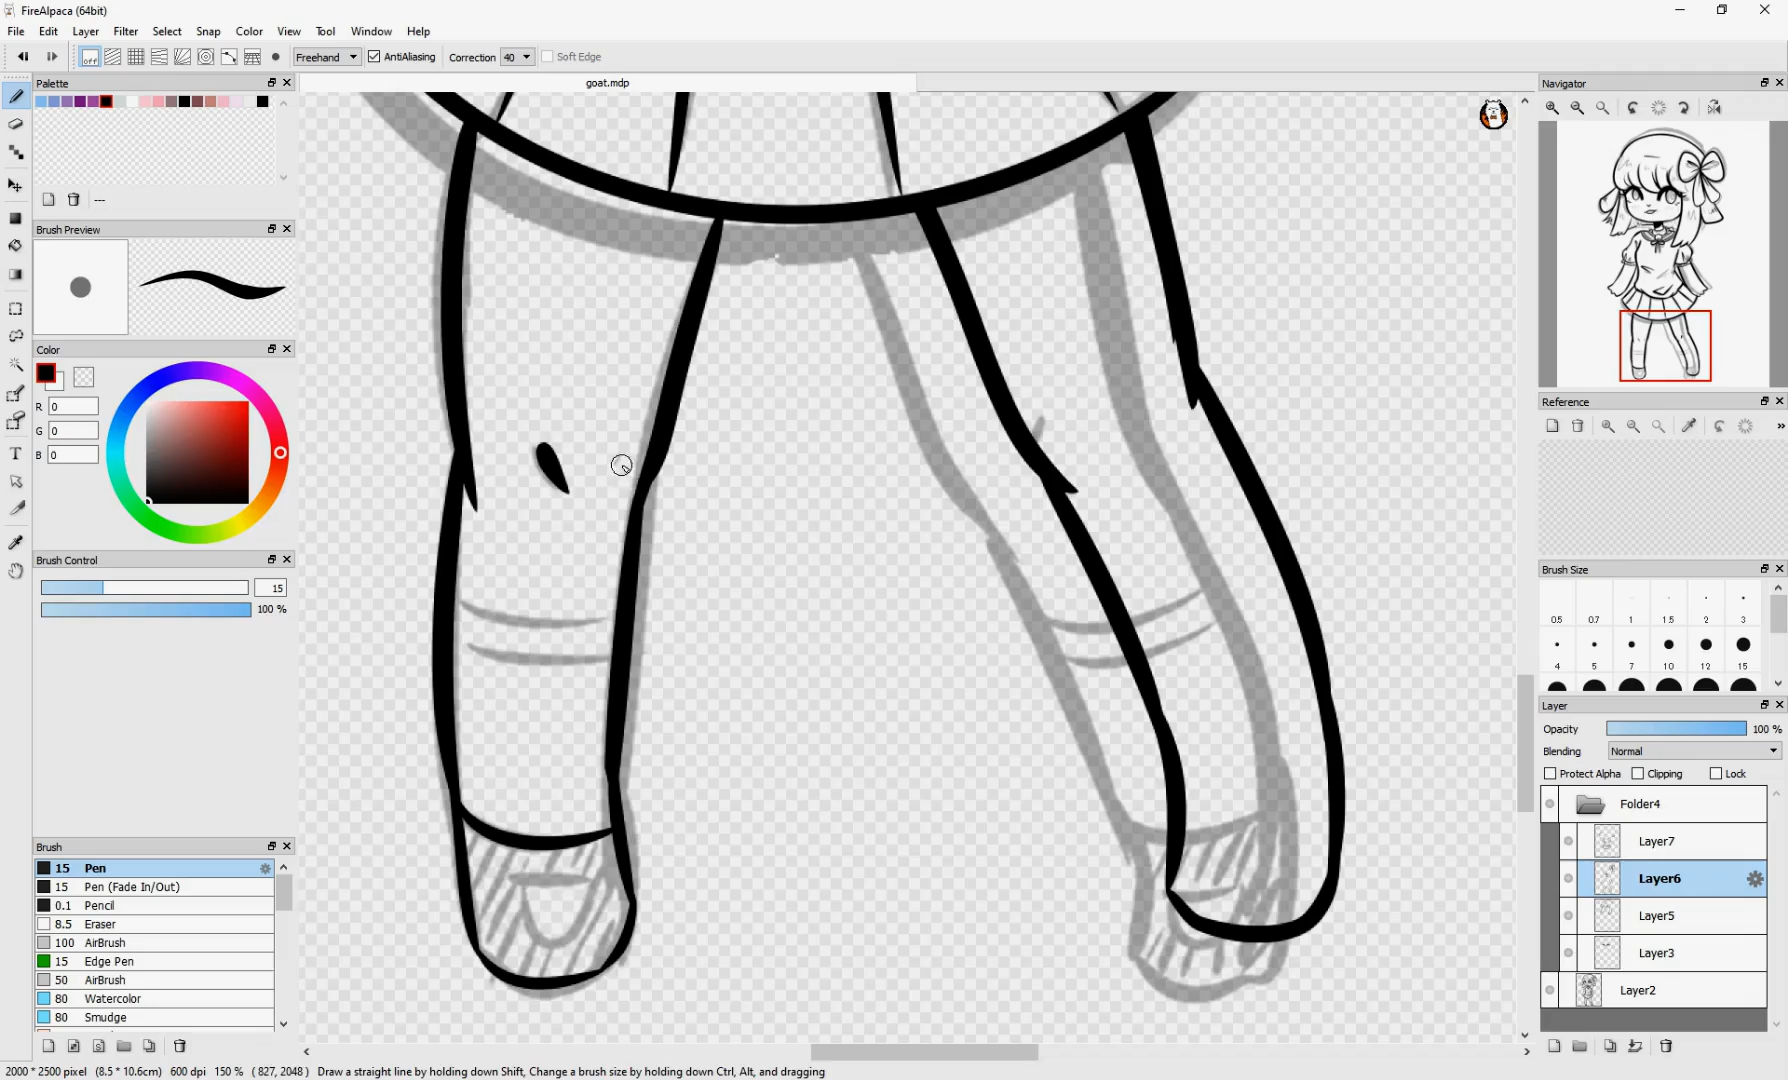 FireAlpaca (64bit)
File Edit Layer Filter Select Snap Color View Tool Window Help
off Freehand AntiAliasing Correction 40 Soft Edge
goat.mdp
Palette
---
Brush Preview
Color
R 0
G 0
B 0
Brush Control
15
100 %
Brush
15 Pen
15 Pen (Fade In/Out)
0.1 Pencil
8.5 Eraser
100 AirBrush
15 Edge Pen
50 AirBrush
80 Watercolor
80 Smudge
Navigator
Reference
Brush Size
0.5 0.7 1 1.5 2 3
4 5 7 10 12 15
Layer
Opacity 100 %
Blending Normal
Protect Alpha Clipping Lock
Folder4
Layer7
Layer6
Layer5
Layer3
Layer2
2000 * 2500 pixel (8.5 * 10.6cm) 600 dpi 150 % ( 827, 2048 ) Draw a straight line by holding down Shift, Change a brush size by holding down Ctrl, Alt, and dragging